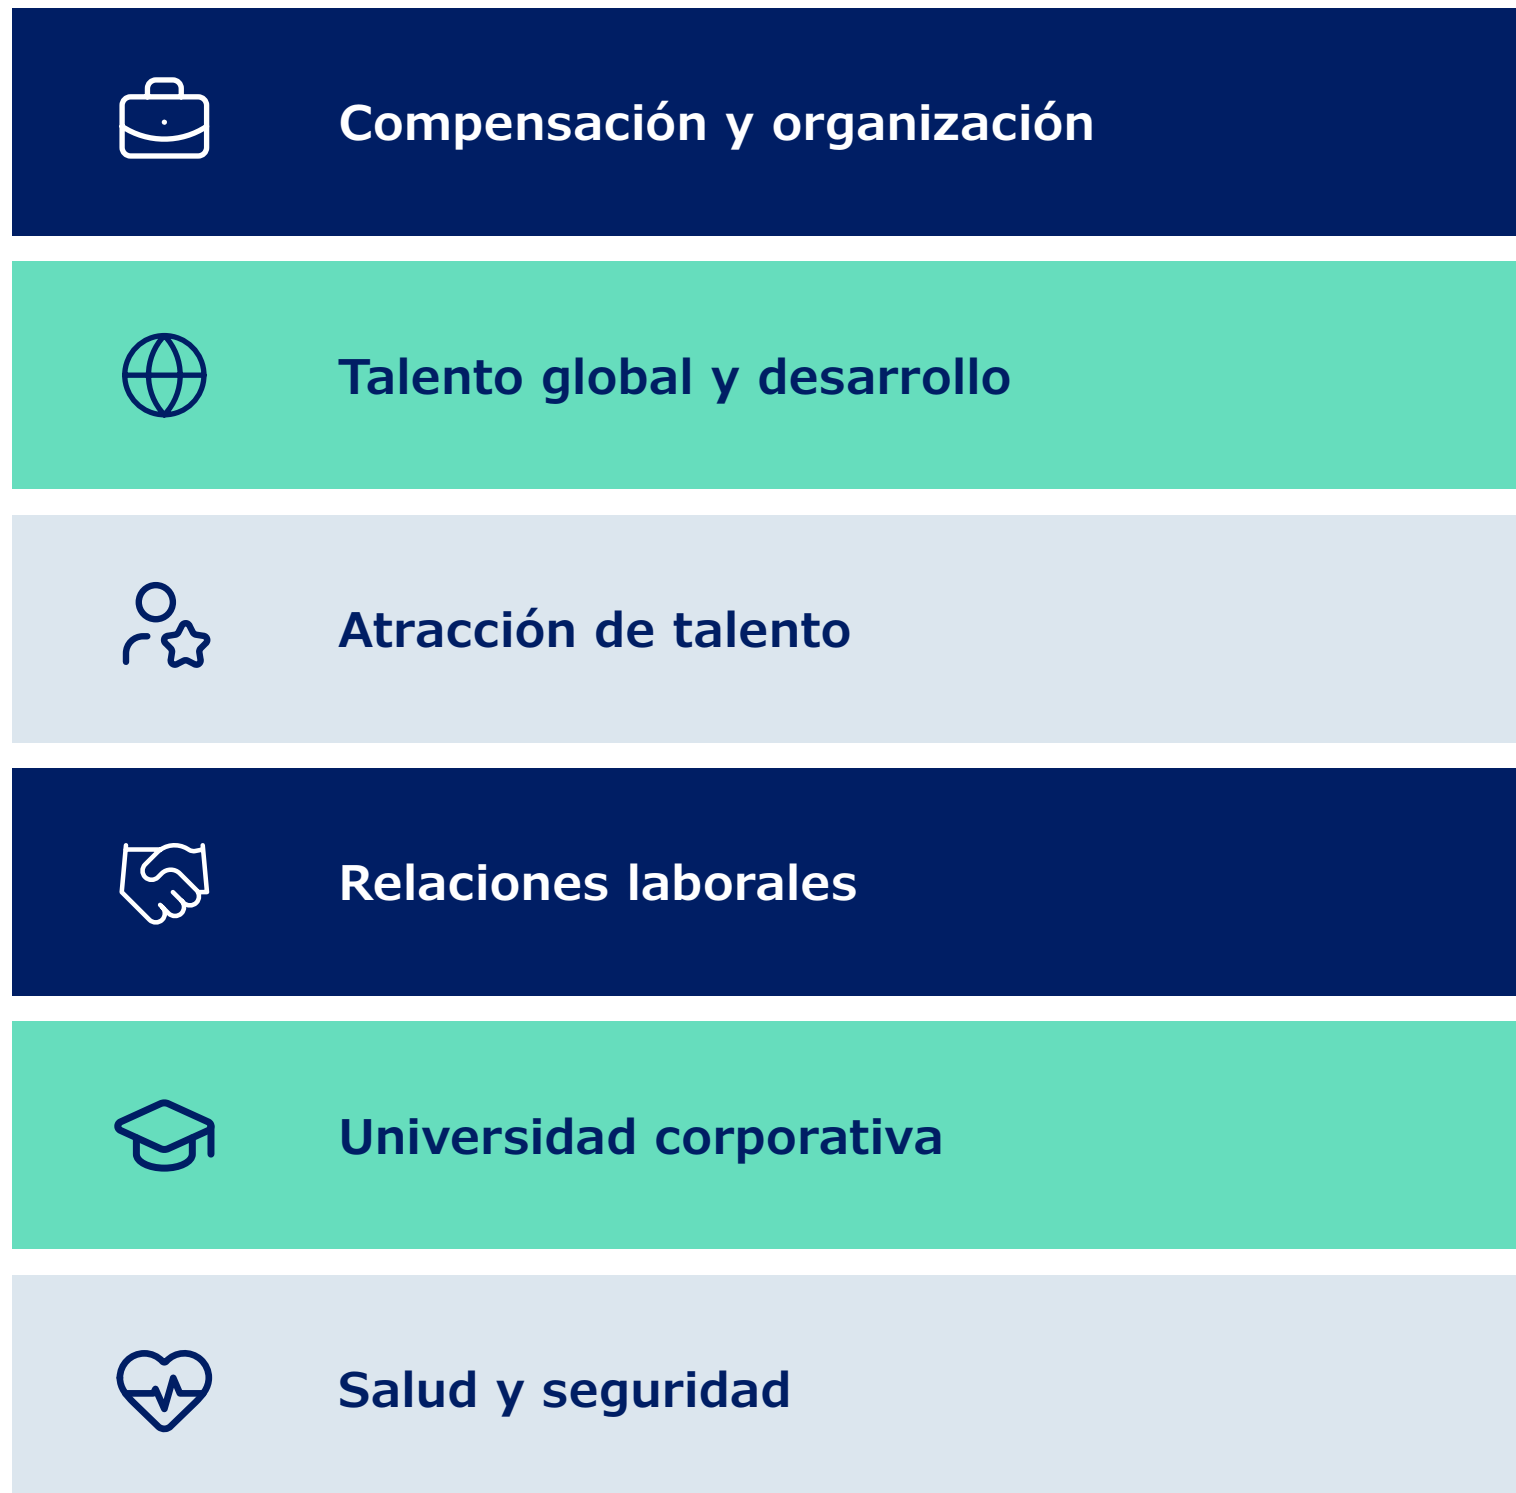 Compensación y organización
Talento global y desarrollo
Atracción de talento
Relaciones laborales
Universidad corporativa
Salud y seguridad